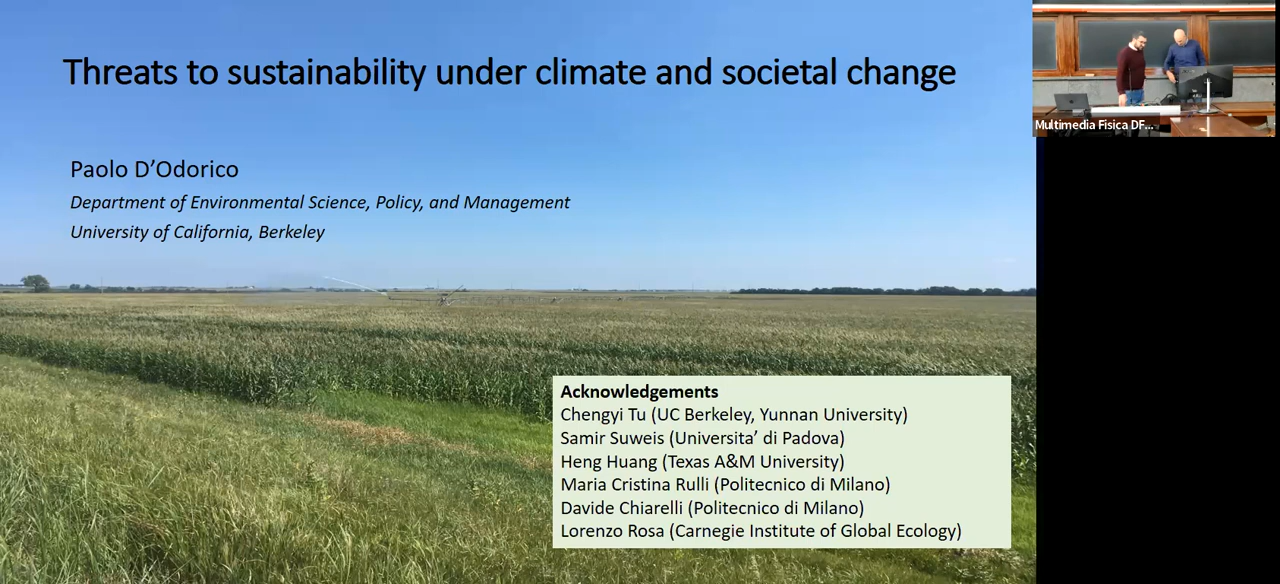 Threats to sustainability under climate and societal change
Multimedia Fisica DF...
Paolo D'Odorico
Department of Environmental Science, Policy, and Management
University of California, Berkeley
Acknowledgements
Chengyi Tu (UC Berkeley, Yunnan University)
Samir Suweis (Universita' di Padova)
Heng Huang (Texas A&M University)
Maria Cristina Rulli (Politecnico di Milano)
Davide Chiarelli (Politecnico di Milano)
Lorenzo Rosa (Carnegie Institute of Global Ecology)